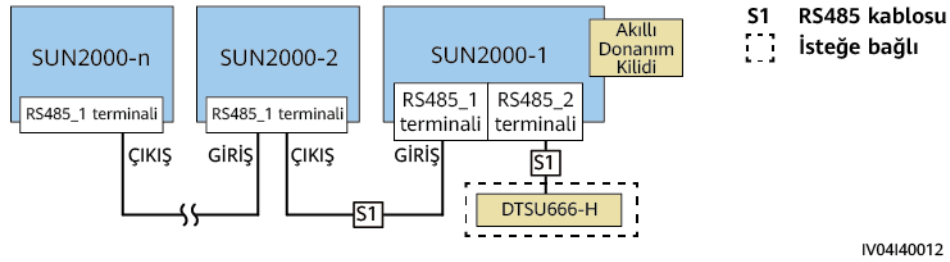 SUN2000-n
RS485_1 terminali
SUN2000-2
RS485_1 terminali
SUN2000-1
Akıllı
Donanım
Kilidi
RS485_1
terminali
RS485_2
terminali
S1 RS485 kablosu
İsteğe bağlı
ÇIKIŞ
GİRİŞ
ÇIKIŞ
GİRİŞ
S1
S1
DTSU666-H
IV04I40012